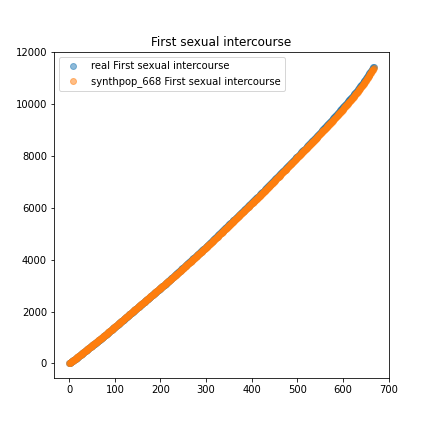 First sexual intercourse
real First sexual intercourse
synthpop_668 First sexual intercourse
12000
10000
8000
6000
4000
2000
0
0 100 200 300 400 500 600 700